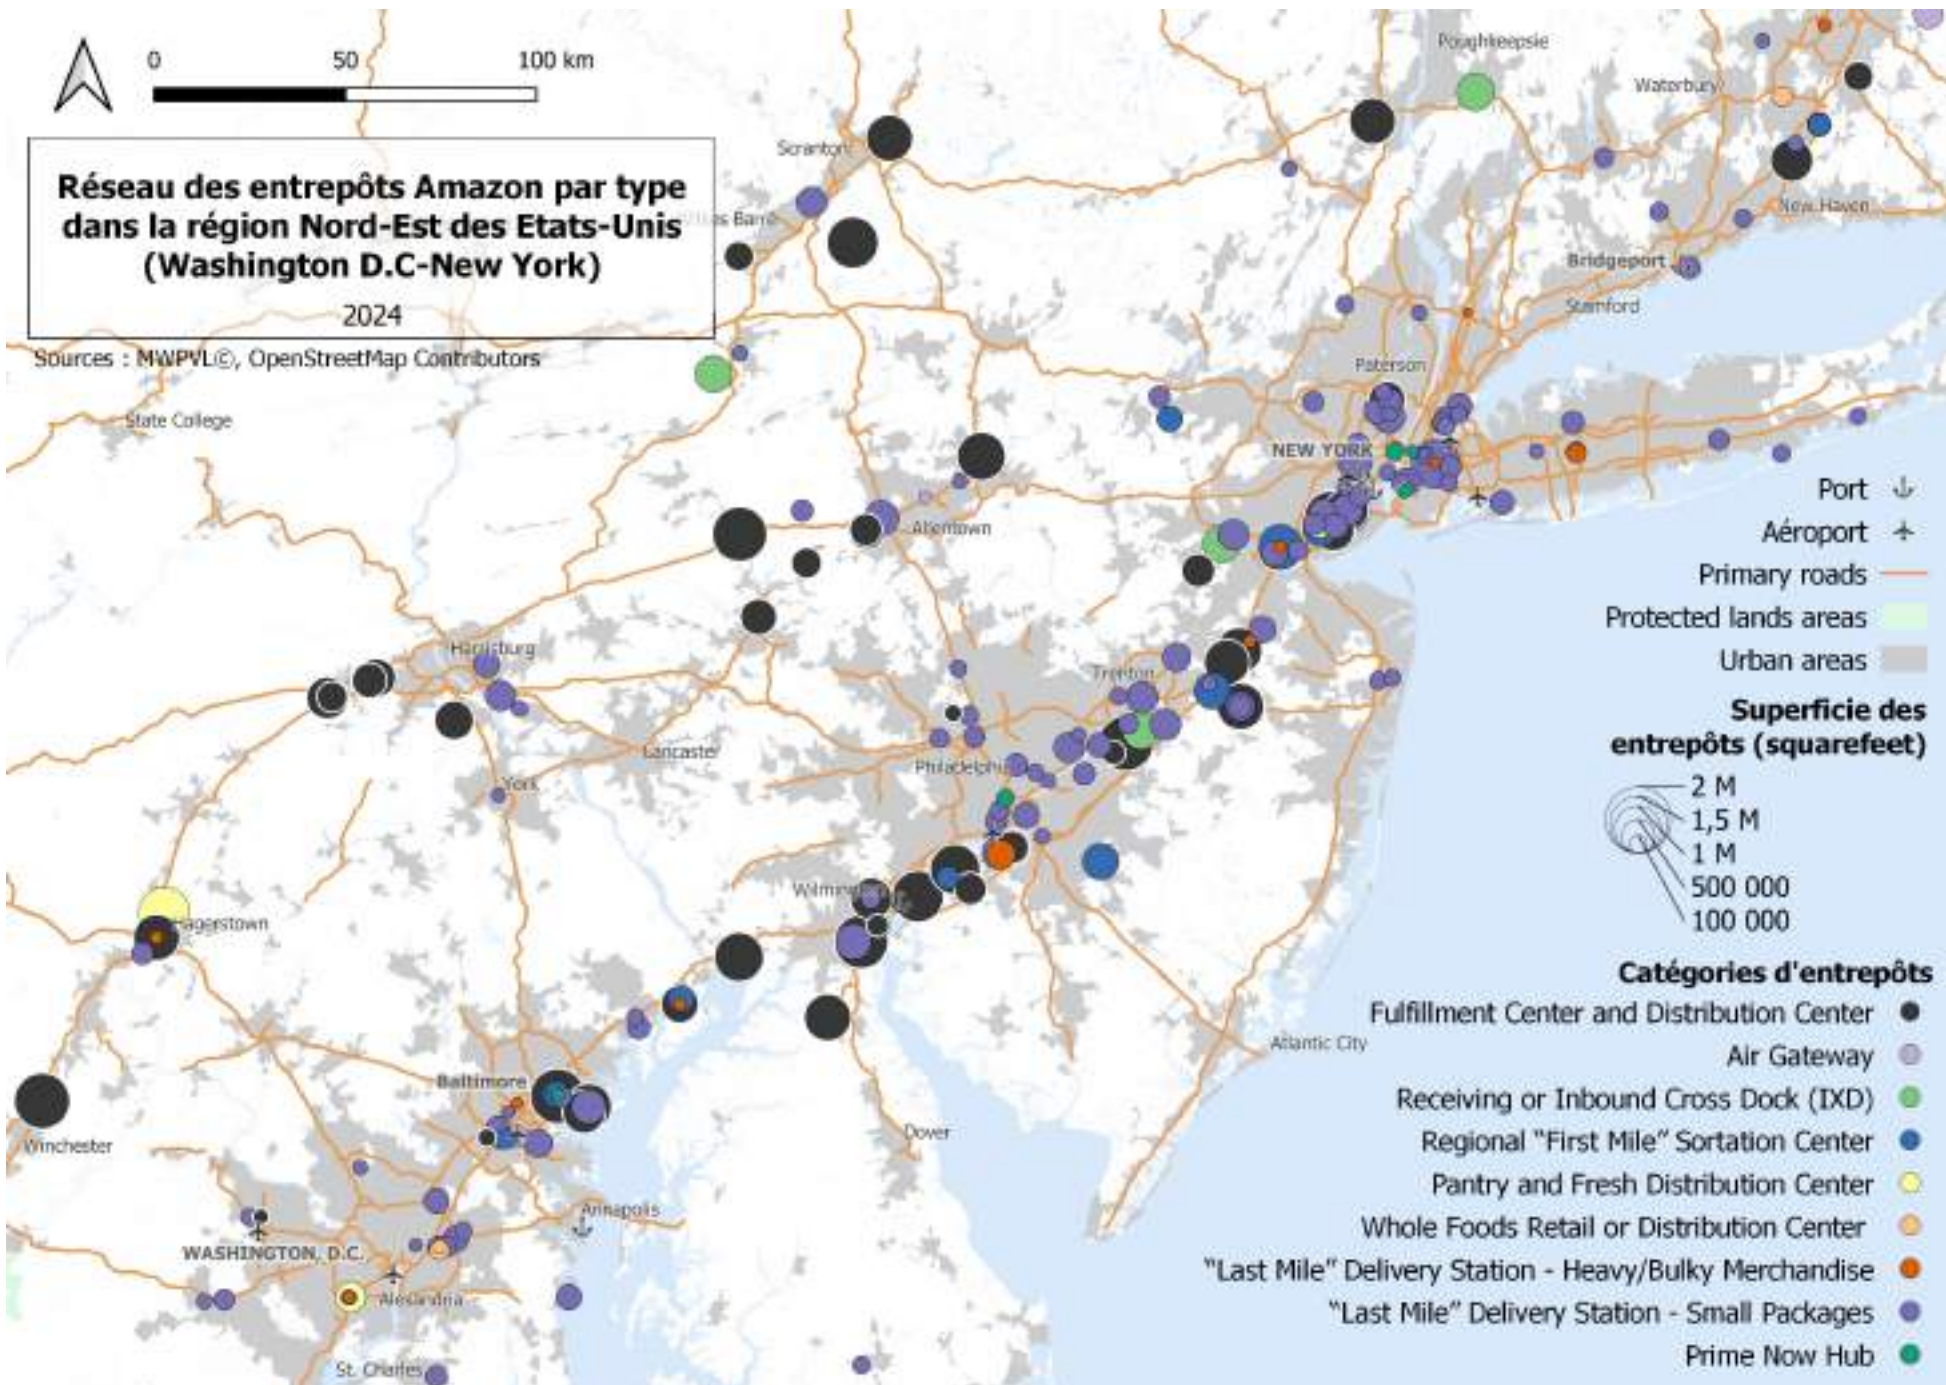 0 50 100 km
Réseau des entrepôts Amazon par type
dans la région Nord-Est des Etats-Unis
(Washington D.C-New York)
2024
Sources : MWPVL©, OpenStreetMap Contributors
Poughkeepsie
Waterbury
Scranton
New Haven
Bridgeport
Stamford
Paterson
State College
NEW YORK
Allentown
Harrisburg
Trenton
Lancaster
Philadelphia
York
Wilmington
Hagerstown
Atlantic City
Baltimore
Winchester
Dover
Annapolis
WASHINGTON, D.C.
Alexandria
St. Charles
Port
Aéroport
Primary roads
Protected lands areas
Urban areas
Superficie des
entrepôts (squarefeet)
2 M
1,5 M
1 M
500 000
100 000
Catégories d'entrepôts
Fulfillment Center and Distribution Center
Air Gateway
Receiving or Inbound Cross Dock (IXD)
Regional “First Mile” Sortation Center
Pantry and Fresh Distribution Center
Whole Foods Retail or Distribution Center
“Last Mile” Delivery Station - Heavy/Bulky Merchandise
“Last Mile” Delivery Station - Small Packages
Prime Now Hub